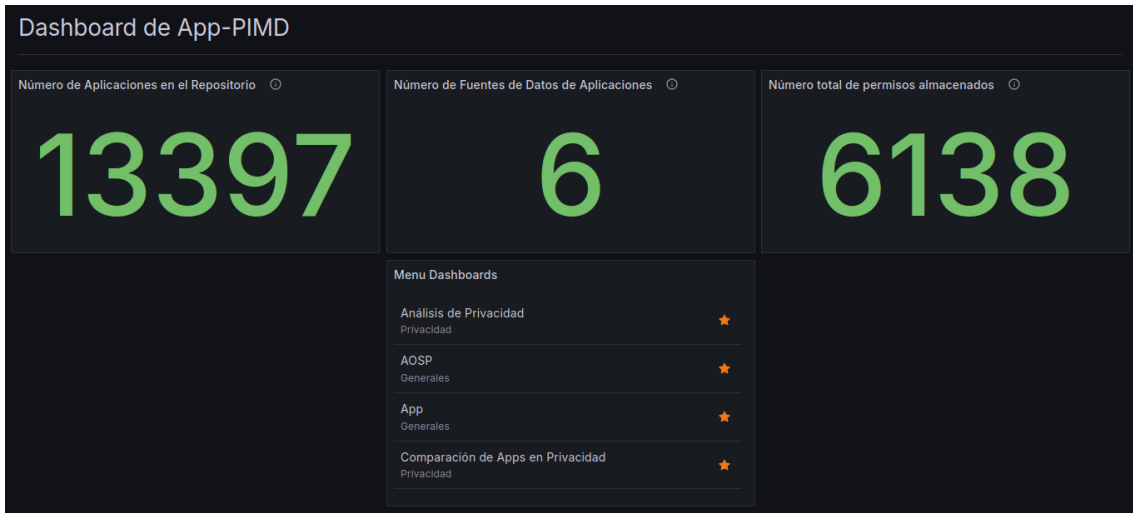 Dashboard de App-PIMD
Número de Aplicaciones en el Repositorio
Número de Fuentes de Datos de Aplicaciones
Número total de permisos almacenados
13397
6
6138
Menu Dashboards
Análisis de Privacidad
Privacidad
AOSP
Generales
App
Generales
Comparación de Apps en Privacidad
Privacidad